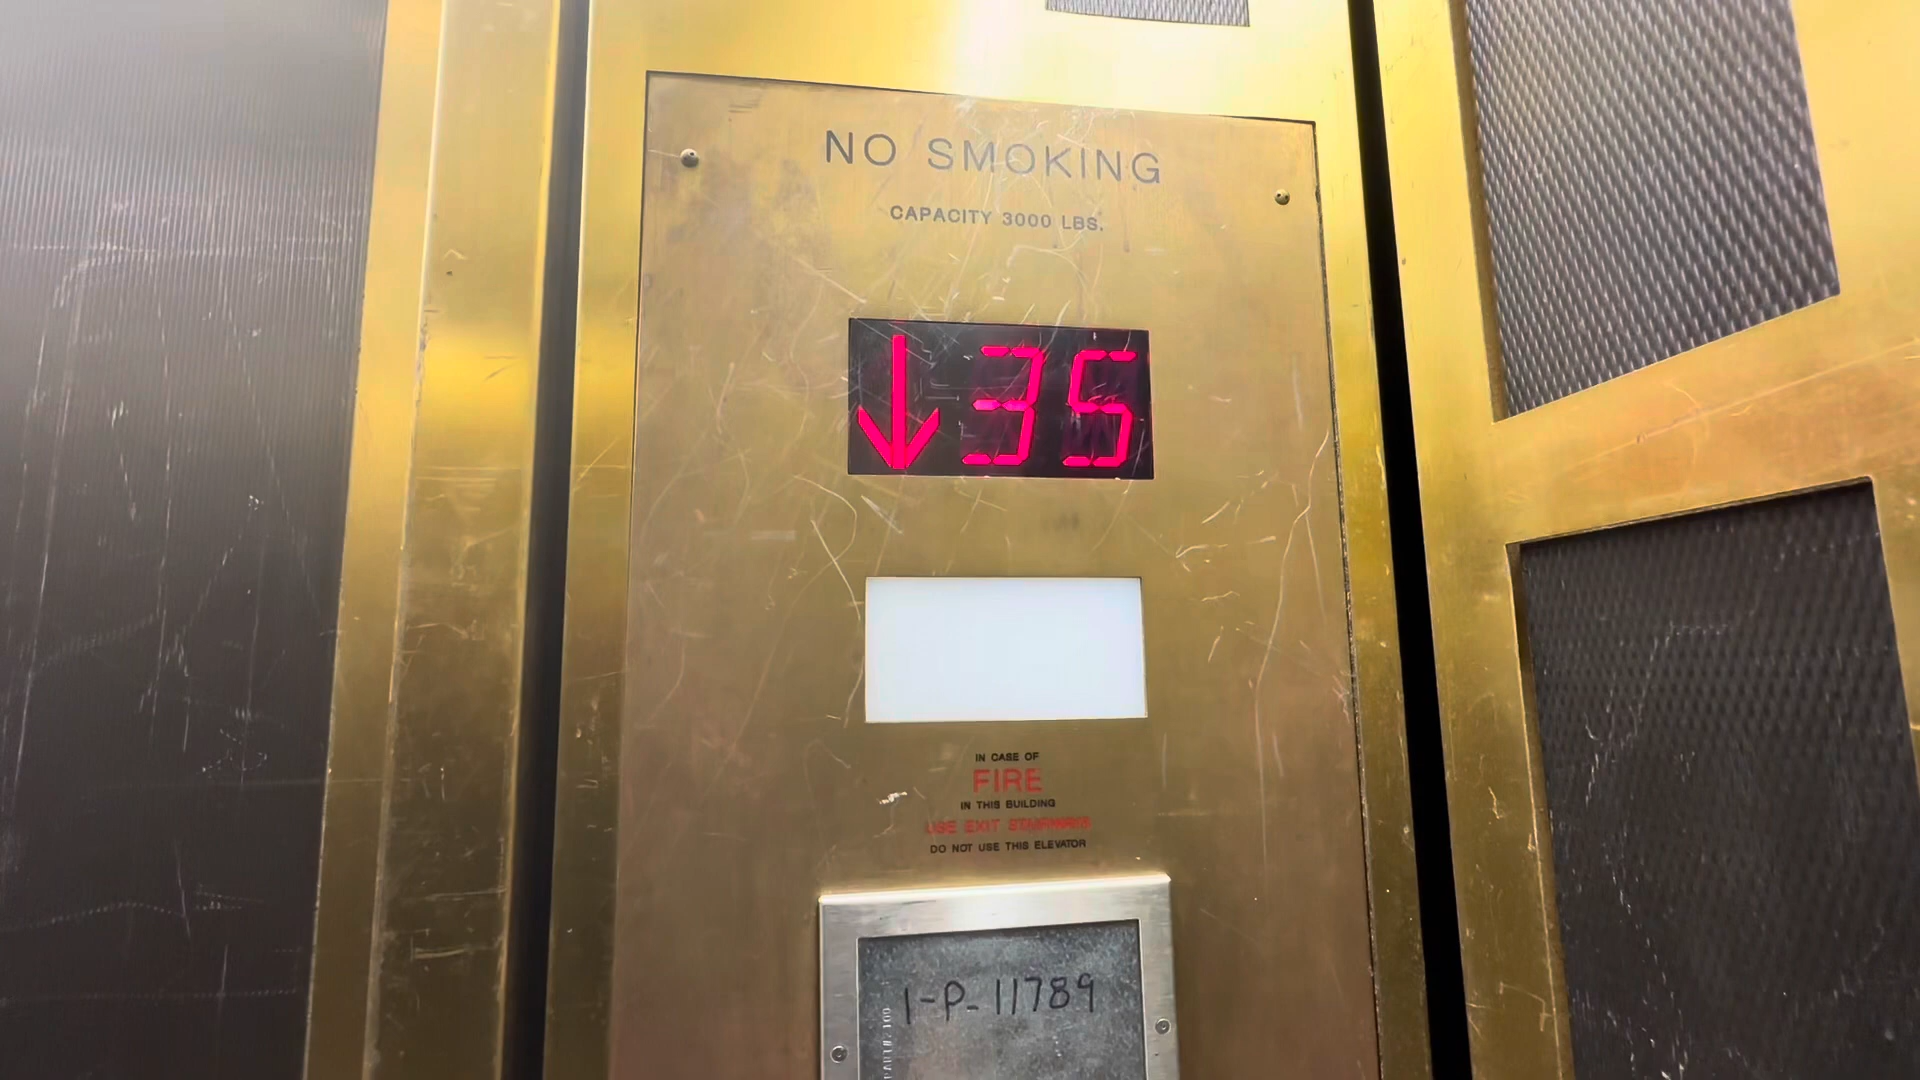 NO SMOKING
CAPACITY 3000 LBS.
↓35
IN CASE OF
FIRE
IN THIS BUILDING
USE EXIT STAIRWAYS
DO NOT USE THIS ELEVATOR
1-P-11789